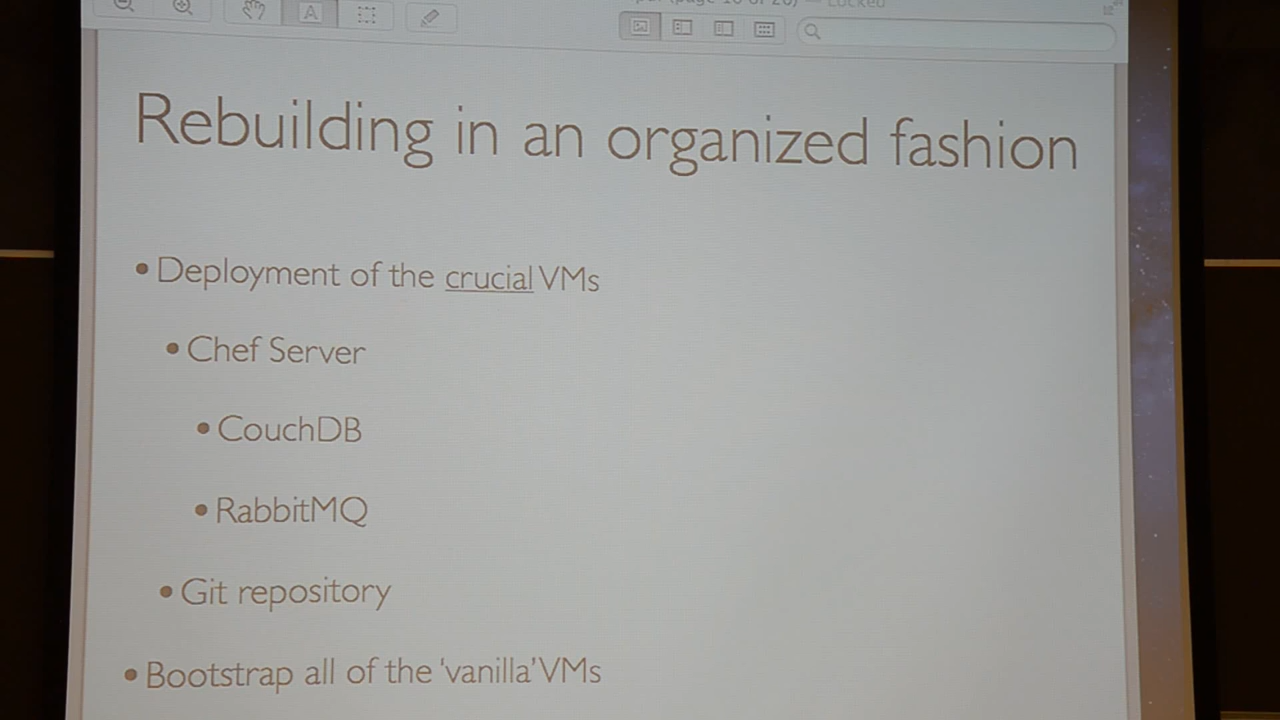 Rebuilding in an organized fashion
• Deployment of the crucial VMs
• Chef Server
• CouchDB
• RabbitMQ
• Git repository
• Bootstrap all of the 'vanilla' VMs